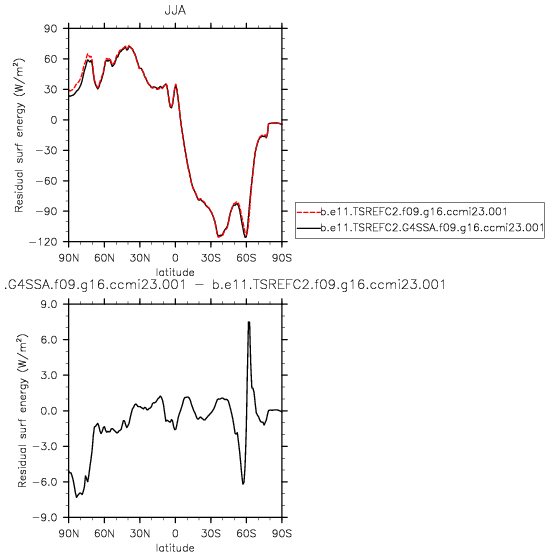 JJA
Residual surf energy (W/m²)
90
60
30
0
-30
-60
-90
-120
90N 60N 30N 0 30S 60S 90S
latitude
b.e11.TSREFC2.f09.g16.ccmi23.001
b.e11.TSREFC2.G4SSA.f09.g16.ccmi23.001
.G4SSA.f09.g16.ccmi23.001 - b.e11.TSREFC2.f09.g16.ccmi23.001
Residual surf energy (W/m²)
9.0
6.0
3.0
0.0
-3.0
-6.0
-9.0
90N 60N 30N 0 30S 60S 90S
latitude